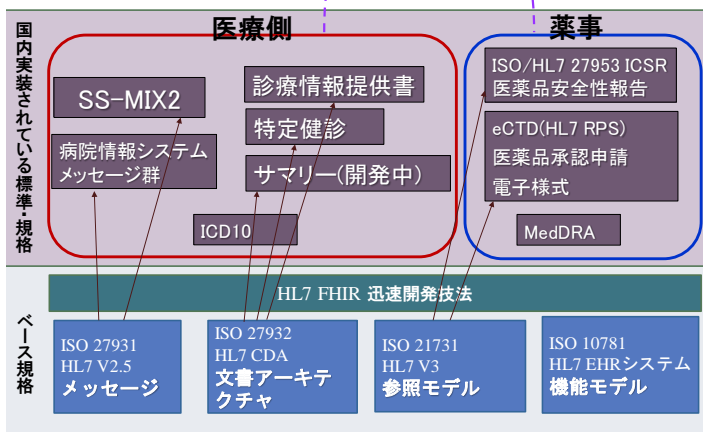 国内実装されている標準・規格
医療側
SS-MIX2
病院情報システム
メッセージ群
診療情報提供書
特定健診
サマリー(開発中)
ICD10
薬事
ISO/HL7 27953 ICSR
医薬品安全性報告
eCTD(HL7 RPS)
医薬品承認申請
電子様式
MedDRA
ベース規格
HL7 FHIR 迅速開発技法
ISO 27931
HL7 V2.5
メッセージ
ISO 27932
HL7 CDA
文書アーキテ
クチャ
ISO 21731
HL7 V3
参照モデル
ISO 10781
HL7 EHRシステム
機能モデル